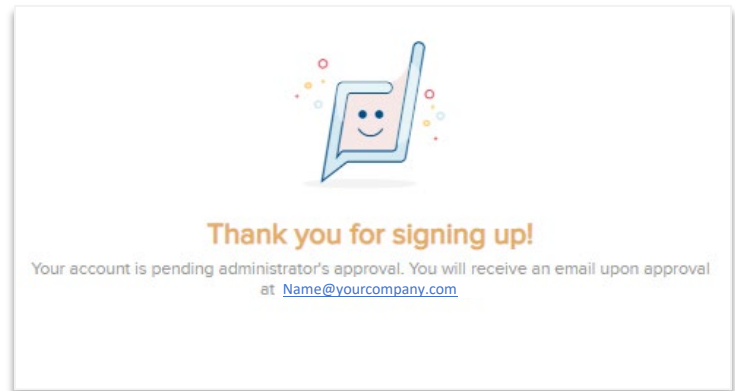 Thank you for signing up!
Your account is pending administrator's approval. You will receive an email upon approval
at Name@yourcompany.com